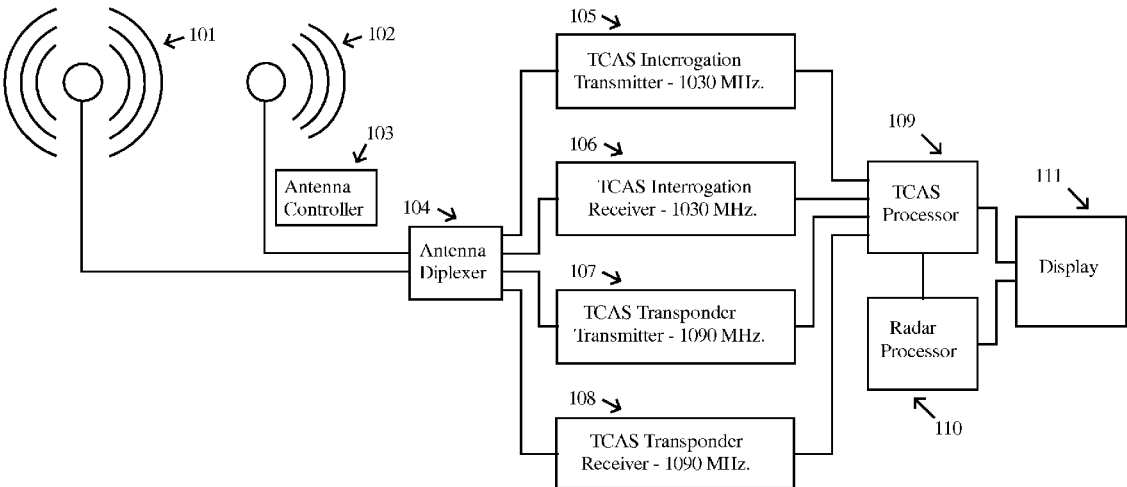 101
102
103
Antenna
Controller
104
Antenna
Diplexer
105
TCAS Interrogation
Transmitter - 1030 MHz.
106
TCAS Interrogation
Receiver - 1030 MHz.
107
TCAS Transponder
Transmitter - 1090 MHz.
108
TCAS Transponder
Receiver - 1090 MHz.
109
TCAS
Processor
Radar
Processor
110
111
Display